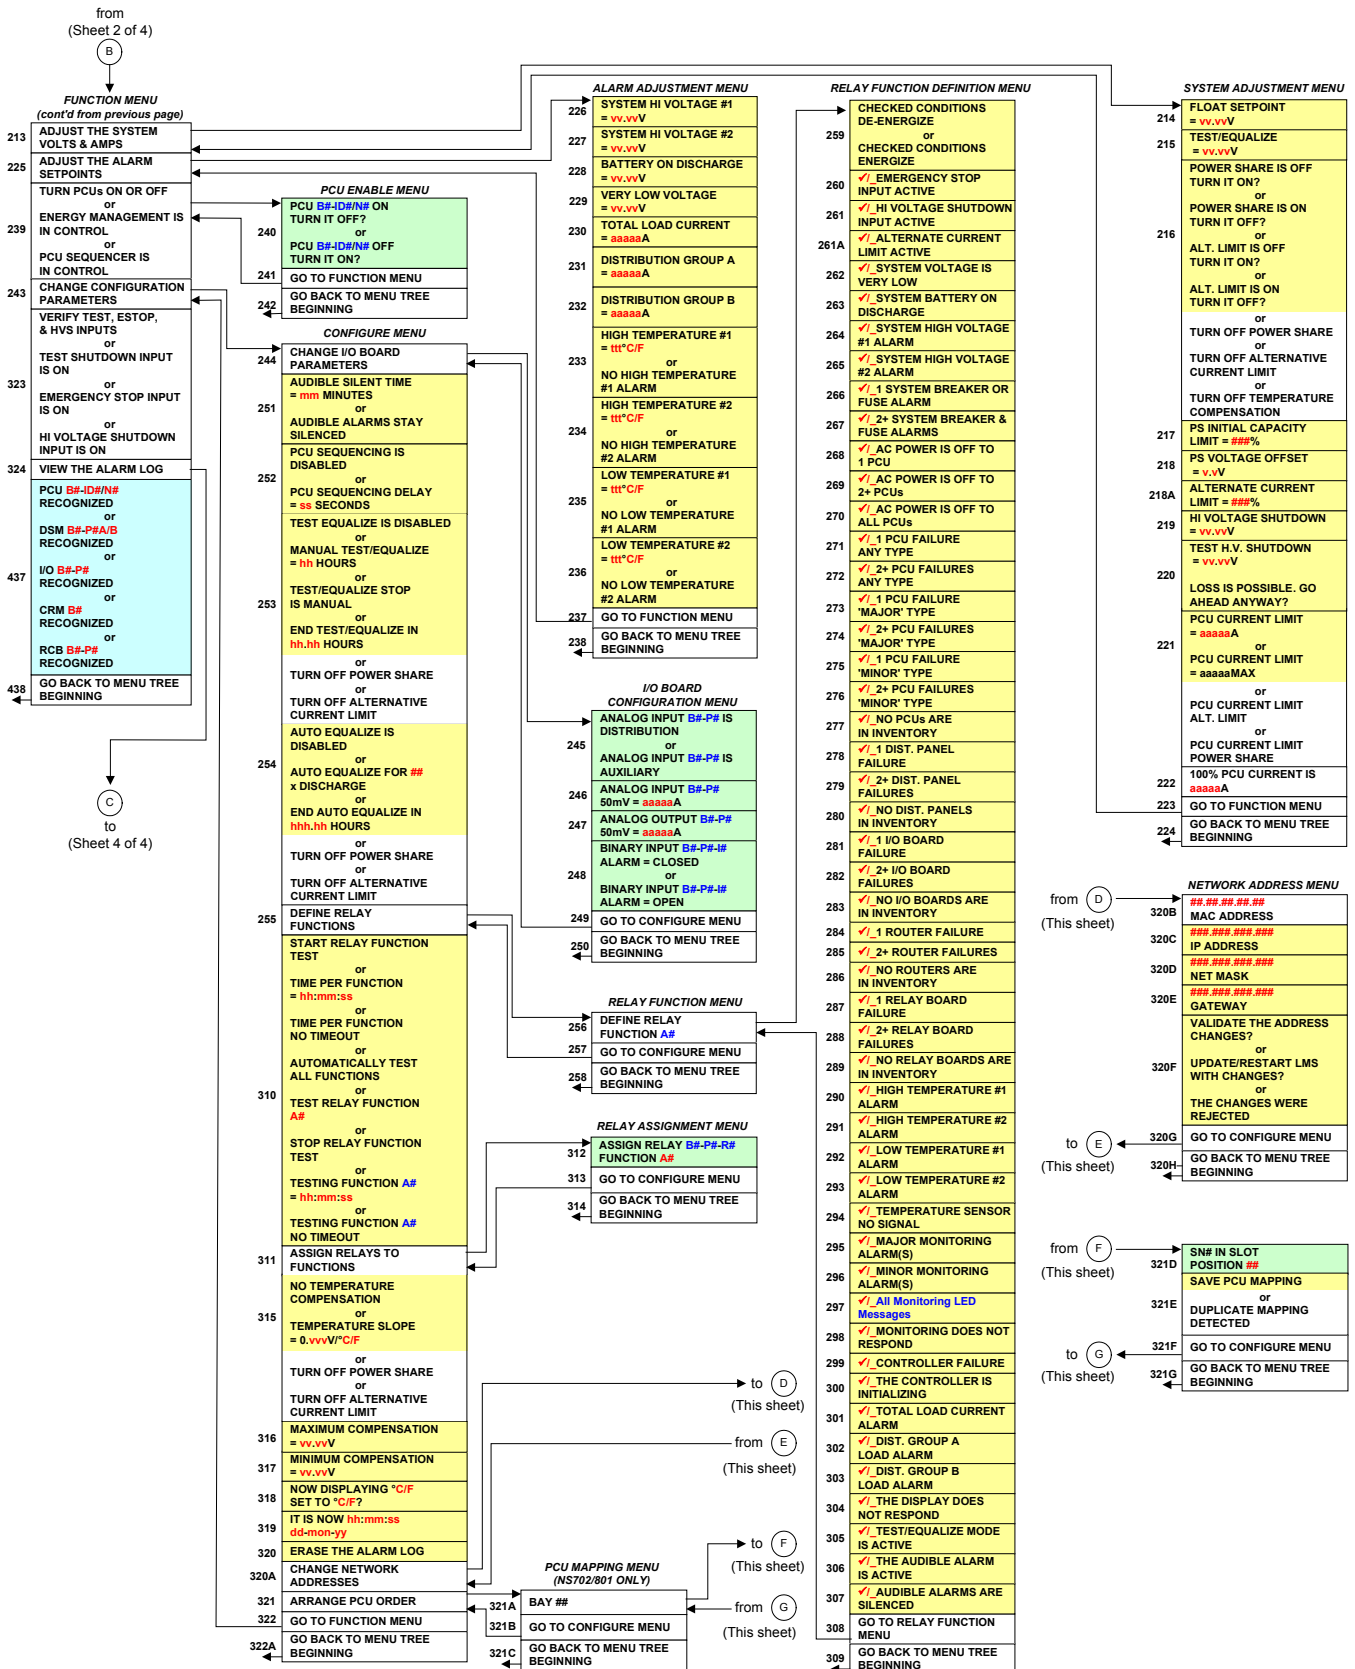 from
(Sheet 2 of 4)
B
FUNCTION MENU
(cont'd from previous page)
213
ADJUST THE SYSTEM
VOLTS & AMPS
225
ADJUST THE ALARM
SETPOINTS
239
TURN PCUs ON OR OFF
or
ENERGY MANAGEMENT IS
IN CONTROL
or
PCU SEQUENCER IS
IN CONTROL
243
CHANGE CONFIGURATION
PARAMETERS
323
VERIFY TEST, ESTOP,
& HVS INPUTS
or
TEST SHUTDOWN INPUT
IS ON
or
EMERGENCY STOP INPUT
IS ON
or
HI VOLTAGE SHUTDOWN
INPUT IS ON
324
VIEW THE ALARM LOG
437
PCU B#-ID#/N#
RECOGNIZED
or
DSM B#-P#A/B
RECOGNIZED
or
I/O B#-P#
RECOGNIZED
or
CRM B#
RECOGNIZED
or
RCB B#-P#
RECOGNIZED
438
GO BACK TO MENU TREE
BEGINNING
C
to
(Sheet 4 of 4)
PCU ENABLE MENU
240
PCU B#-ID#/N# ON
TURN IT OFF?
or
PCU B#-ID#/N# OFF
TURN IT ON?
241
GO TO FUNCTION MENU
242
GO BACK TO MENU TREE
BEGINNING
CONFIGURE MENU
244
CHANGE I/O BOARD
PARAMETERS
251
AUDIBLE SILENT TIME
= mm MINUTES
or
AUDIBLE ALARMS STAY
SILENCED
252
PCU SEQUENCING IS
DISABLED
or
PCU SEQUENCING DELAY
= ss SECONDS
253
TEST EQUALIZE IS DISABLED
or
MANUAL TEST/EQUALIZE
= hh HOURS
or
TEST/EQUALIZE STOP
IS MANUAL
or
END TEST/EQUALIZE IN
hh.hh HOURS
or
TURN OFF POWER SHARE
or
TURN OFF ALTERNATIVE
CURRENT LIMIT
254
AUTO EQUALIZE IS
DISABLED
or
AUTO EQUALIZE FOR ##
x DISCHARGE
or
END AUTO EQUALIZE IN
hhh.hh HOURS
or
TURN OFF POWER SHARE
or
TURN OFF ALTERNATIVE
CURRENT LIMIT
255
DEFINE RELAY
FUNCTIONS
310
START RELAY FUNCTION
TEST
or
TIME PER FUNCTION
= hh:mm:ss
or
TIME PER FUNCTION
NO TIMEOUT
or
AUTOMATICALLY TEST
ALL FUNCTIONS
or
TEST RELAY FUNCTION
A#
or
STOP RELAY FUNCTION
TEST
or
TESTING FUNCTION A#
= hh:mm:ss
or
TESTING FUNCTION A#
NO TIMEOUT
311
ASSIGN RELAYS TO
FUNCTIONS
315
NO TEMPERATURE
COMPENSATION
or
TEMPERATURE SLOPE
= 0.vvvV/°C/F
or
TURN OFF POWER SHARE
or
TURN OFF ALTERNATIVE
CURRENT LIMIT
316
MAXIMUM COMPENSATION
= vv.vvV
317
MINIMUM COMPENSATION
= vv.vvV
318
NOW DISPLAYING °C/F
SET TO °C/F?
319
IT IS NOW hh:mm:ss
dd-mon-yy
320
ERASE THE ALARM LOG
320A
CHANGE NETWORK
ADDRESSES
321
ARRANGE PCU ORDER
322
GO TO FUNCTION MENU
322A
GO BACK TO MENU TREE
BEGINNING
ALARM ADJUSTMENT MENU
226
SYSTEM HI VOLTAGE #1
= vv.vvV
227
SYSTEM HI VOLTAGE #2
= vv.vvV
228
BATTERY ON DISCHARGE
= vv.vvV
229
VERY LOW VOLTAGE
= vv.vvV
230
TOTAL LOAD CURRENT
= aaaaaA
231
DISTRIBUTION GROUP A
= aaaaaA
232
DISTRIBUTION GROUP B
= aaaaaA
233
HIGH TEMPERATURE #1
= ttt°C/F
or
NO HIGH TEMPERATURE
#1 ALARM
234
HIGH TEMPERATURE #2
= ttt°C/F
or
NO HIGH TEMPERATURE
#2 ALARM
235
LOW TEMPERATURE #1
= ttt°C/F
or
NO LOW TEMPERATURE
#1 ALARM
236
LOW TEMPERATURE #2
= ttt°C/F
or
NO LOW TEMPERATURE
#2 ALARM
237
GO TO FUNCTION MENU
238
GO BACK TO MENU TREE
BEGINNING
I/O BOARD
CONFIGURATION MENU
245
ANALOG INPUT B#-P# IS
DISTRIBUTION
or
ANALOG INPUT B#-P# IS
AUXILIARY
246
ANALOG INPUT B#-P#
50mV = aaaaaA
247
ANALOG OUTPUT B#-P#
50mV = aaaaaA
248
BINARY INPUT B#-P#-I#
ALARM = CLOSED
or
BINARY INPUT B#-P#-I#
ALARM = OPEN
249
GO TO CONFIGURE MENU
250
GO BACK TO MENU TREE
BEGINNING
RELAY FUNCTION MENU
256
DEFINE RELAY
FUNCTION A#
257
GO TO CONFIGURE MENU
258
GO BACK TO MENU TREE
BEGINNING
RELAY ASSIGNMENT MENU
312
ASSIGN RELAY B#-P#-R#
FUNCTION A#
313
GO TO CONFIGURE MENU
314
GO BACK TO MENU TREE
BEGINNING
to D
(This sheet)
from E
(This sheet)
to F
(This sheet)
from G
(This sheet)
PCU MAPPING MENU
(NS702/801 ONLY)
321A
BAY ##
321B
GO TO CONFIGURE MENU
321C
GO BACK TO MENU TREE
BEGINNING
RELAY FUNCTION DEFINITION MENU
259
CHECKED CONDITIONS
DE-ENERGIZE
or
CHECKED CONDITIONS
ENERGIZE
260
✓/_EMERGENCY STOP
INPUT ACTIVE
261
✓/_HI VOLTAGE SHUTDOWN
INPUT ACTIVE
261A
✓/_ALTERNATE CURRENT
LIMIT ACTIVE
262
✓/_SYSTEM VOLTAGE IS
VERY LOW
263
✓/_SYSTEM BATTERY ON
DISCHARGE
264
✓/_SYSTEM HIGH VOLTAGE
#1 ALARM
265
✓/_SYSTEM HIGH VOLTAGE
#2 ALARM
266
✓/_1 SYSTEM BREAKER OR
FUSE ALARM
267
✓/_2+ SYSTEM BREAKER &
FUSE ALARMS
268
✓/_AC POWER IS OFF TO
1 PCU
269
✓/_AC POWER IS OFF TO
2+ PCUs
270
✓/_AC POWER IS OFF TO
ALL PCUs
271
✓/_1 PCU FAILURE
ANY TYPE
272
✓/_2+ PCU FAILURES
ANY TYPE
273
✓/_1 PCU FAILURE
'MAJOR' TYPE
274
✓/_2+ PCU FAILURES
'MAJOR' TYPE
275
✓/_1 PCU FAILURE
'MINOR' TYPE
276
✓/_2+ PCU FAILURES
'MINOR' TYPE
277
✓/_NO PCUs ARE
IN INVENTORY
278
✓/_1 DIST. PANEL
FAILURE
279
✓/_2+ DIST. PANEL
FAILURES
280
✓/_NO DIST. PANELS
IN INVENTORY
281
✓/_1 I/O BOARD
FAILURE
282
✓/_2+ I/O BOARD
FAILURES
283
✓/_NO I/O BOARDS ARE
IN INVENTORY
284
✓/_1 ROUTER FAILURE
285
✓/_2+ ROUTER FAILURES
286
✓/_NO ROUTERS ARE
IN INVENTORY
287
✓/_1 RELAY BOARD
FAILURE
288
✓/_2+ RELAY BOARD
FAILURES
289
✓/_NO RELAY BOARDS ARE
IN INVENTORY
290
✓/_HIGH TEMPERATURE #1
ALARM
291
✓/_HIGH TEMPERATURE #2
ALARM
292
✓/_LOW TEMPERATURE #1
ALARM
293
✓/_LOW TEMPERATURE #2
ALARM
294
✓/_TEMPERATURE SENSOR
NO SIGNAL
295
✓/_MAJOR MONITORING
ALARM(S)
296
✓/_MINOR MONITORING
ALARM(S)
297
✓/_All Monitoring LED
Messages
298
✓/_MONITORING DOES NOT
RESPOND
299
✓/_CONTROLLER FAILURE
300
✓/_THE CONTROLLER IS
INITIALIZING
301
✓/_TOTAL LOAD CURRENT
ALARM
302
✓/_DIST. GROUP A
LOAD ALARM
303
✓/_DIST. GROUP B
LOAD ALARM
304
✓/_THE DISPLAY DOES
NOT RESPOND
305
✓/_TEST/EQUALIZE MODE
IS ACTIVE
306
✓/_THE AUDIBLE ALARM
IS ACTIVE
307
✓/_AUDIBLE ALARMS ARE
SILENCED
308
GO TO RELAY FUNCTION
MENU
309
GO BACK TO MENU TREE
BEGINNING
SYSTEM ADJUSTMENT MENU
214
FLOAT SETPOINT
= vv.vvV
215
TEST/EQUALIZE
= vv.vvV
216
POWER SHARE IS OFF
TURN IT ON?
or
POWER SHARE IS ON
TURN IT OFF?
or
ALT. LIMIT IS OFF
TURN IT ON?
or
ALT. LIMIT IS ON
TURN IT OFF?
or
TURN OFF POWER SHARE
or
TURN OFF ALTERNATIVE
CURRENT LIMIT
or
TURN OFF TEMPERATURE
COMPENSATION
217
PS INITIAL CAPACITY
LIMIT = ###%
218
PS VOLTAGE OFFSET
= v.vV
218A
ALTERNATE CURRENT
LIMIT = ###%
219
HI VOLTAGE SHUTDOWN
= vv.vvV
220
TEST H.V. SHUTDOWN
= vv.vvV
LOSS IS POSSIBLE. GO
AHEAD ANYWAY?
221
PCU CURRENT LIMIT
= aaaaaA
or
PCU CURRENT LIMIT
= aaaaaMAX
or
PCU CURRENT LIMIT
ALT. LIMIT
or
PCU CURRENT LIMIT
POWER SHARE
222
100% PCU CURRENT IS
aaaaaA
223
GO TO FUNCTION MENU
224
GO BACK TO MENU TREE
BEGINNING
NETWORK ADDRESS MENU
from D
(This sheet)
320B
##.##.##.##.##
MAC ADDRESS
320C
###.###.###.###
IP ADDRESS
320D
###.###.###.###
NET MASK
320E
###.###.###.###
GATEWAY
320F
VALIDATE THE ADDRESS
CHANGES?
or
UPDATE/RESTART LMS
WITH CHANGES?
or
THE CHANGES WERE
REJECTED
to E
(This sheet)
320G
GO TO CONFIGURE MENU
320H
GO BACK TO MENU TREE
BEGINNING
from F
(This sheet)
321D
SN# IN SLOT
POSITION ##
321E
SAVE PCU MAPPING
or
DUPLICATE MAPPING
DETECTED
to G
(This sheet)
321F
GO TO CONFIGURE MENU
321G
GO BACK TO MENU TREE
BEGINNING